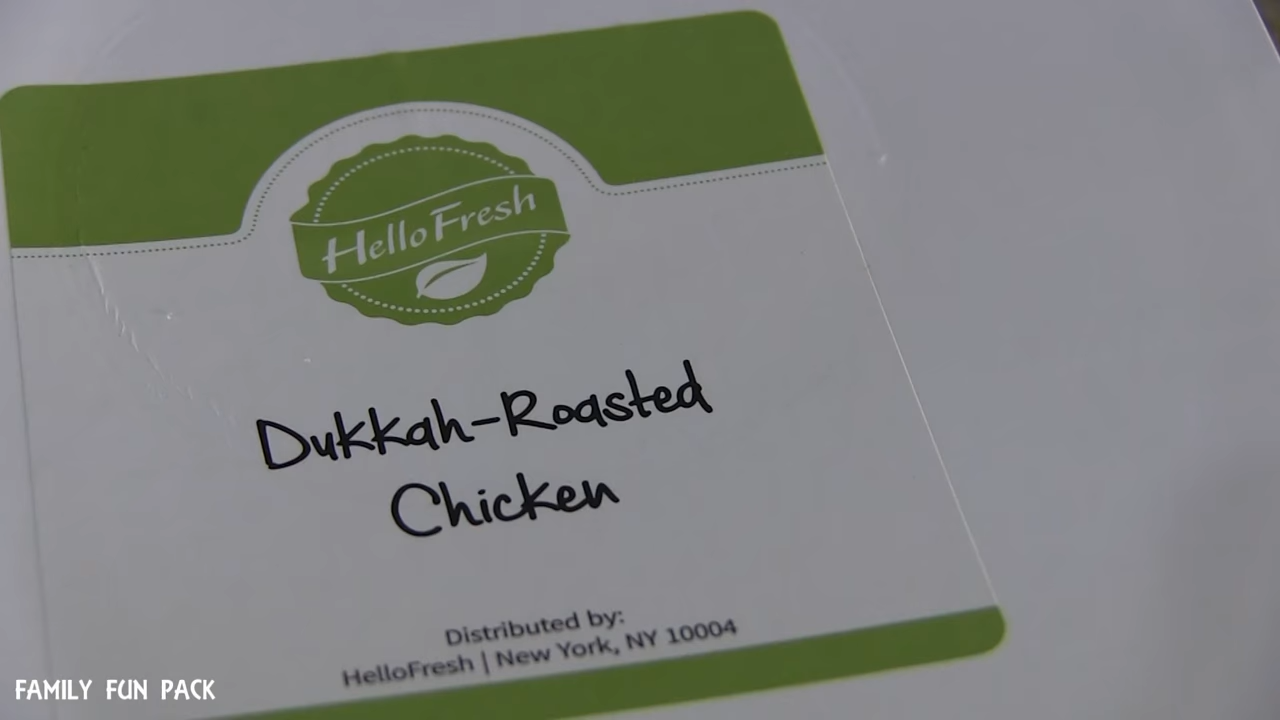 HelloFresh
Dukkah-Roasted
Chicken
Distributed by:
HelloFresh | New York, NY 10004
FAMILY FUN PACK